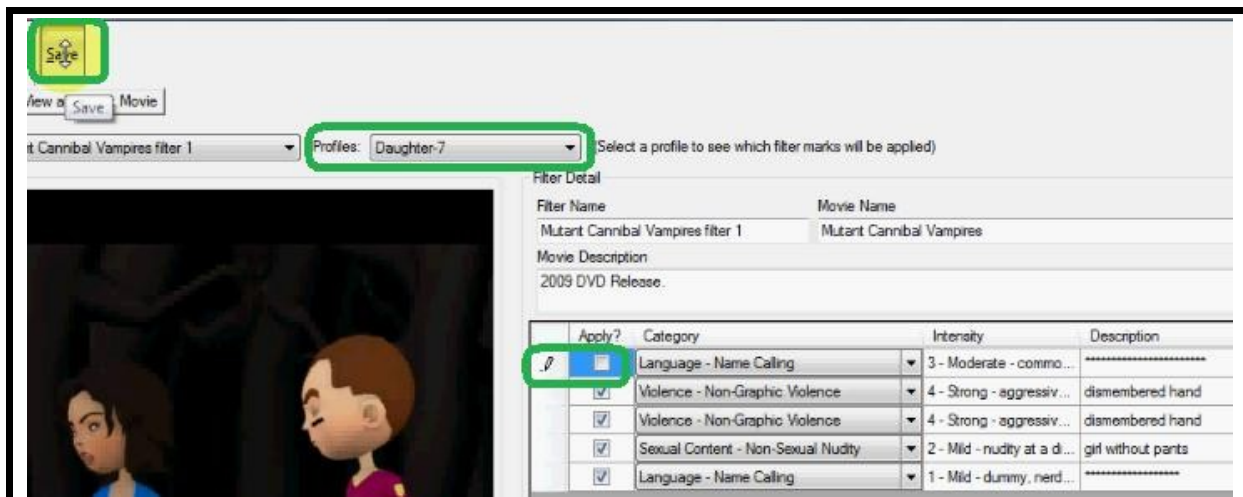 Save
View a Save Movie
t Cannibal Vampires filter 1 Profiles: Daughter-7 (Select a profile to see which filter marks will be applied)
Filter Detail
Filter Name Movie Name
Mutant Cannibal Vampires filter 1 Mutant Cannibal Vampires
Movie Description
2009 DVD Release.
Apply? Category Intensity Description
Language - Name Calling 3 - Moderate - commo... ************************
Violence - Non-Graphic Violence 4 - Strong - aggressiv... dismembered hand
Violence - Non-Graphic Violence 4 - Strong - aggressiv... dismembered hand
Sexual Content - Non-Sexual Nudity 2 - Mild - nudity at a di... girl without pants
Language - Name Calling 1 - Mild - dummy, nerd... *******************